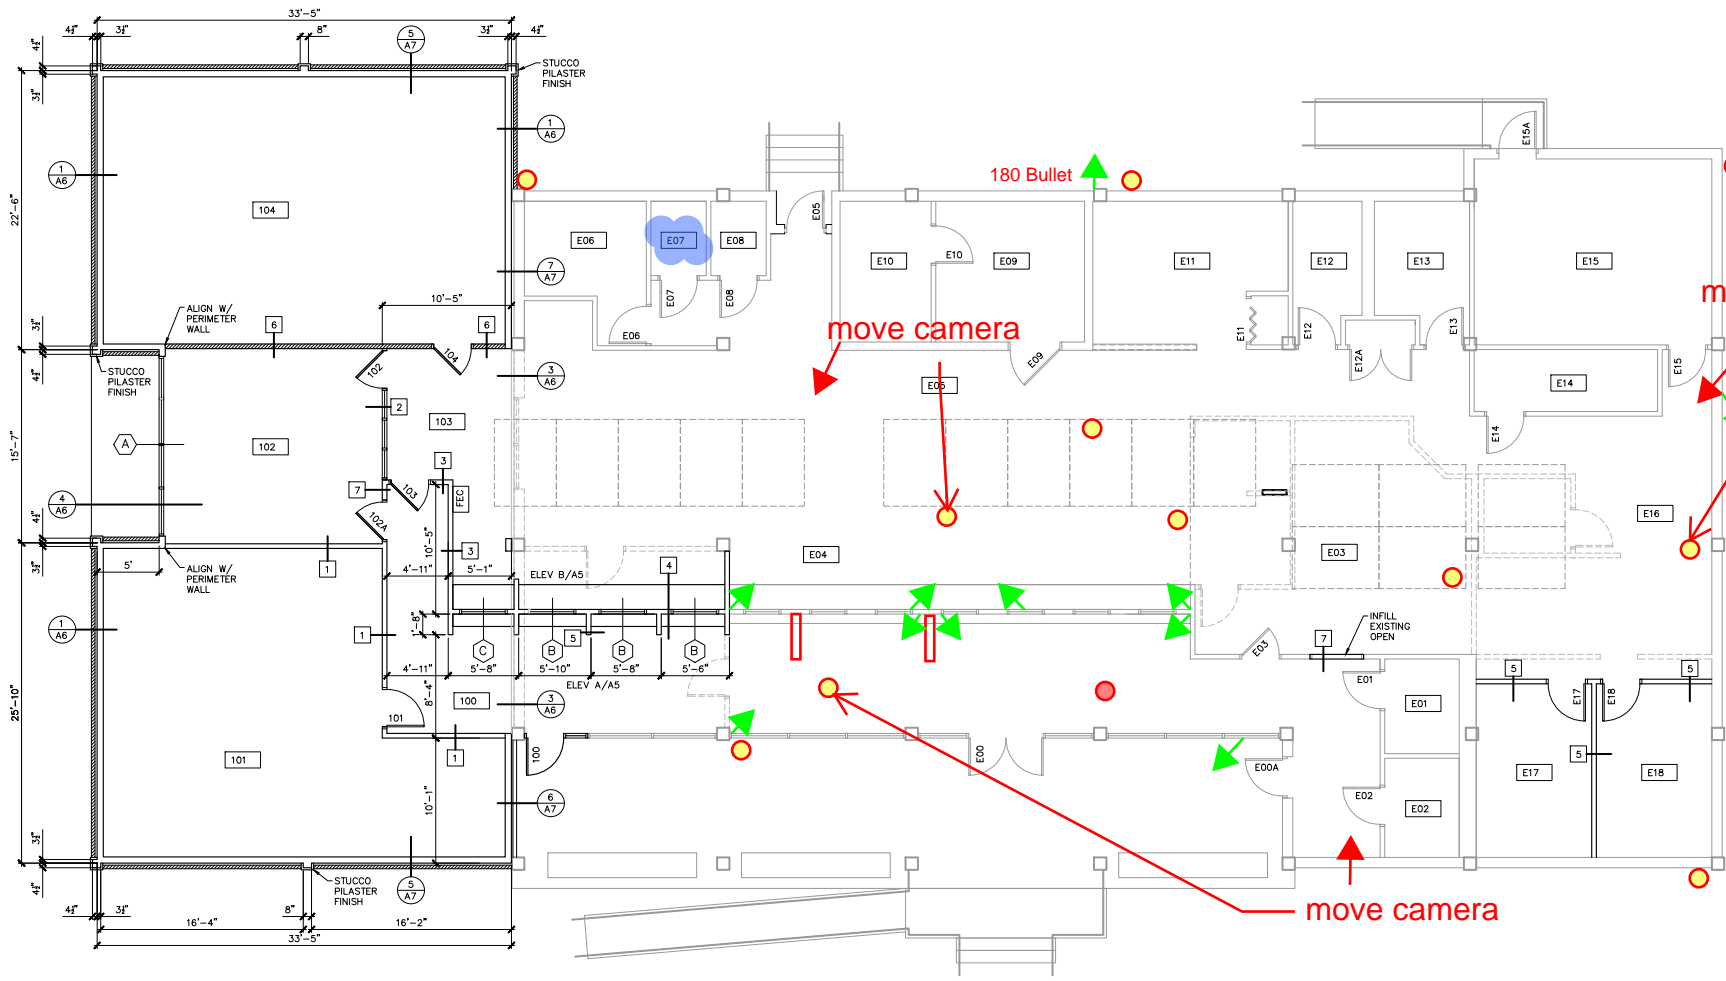 33'-5"
4½"
3½"
8"
3½"
4½"
5
A7
4½"
3½"
STUCCO
PILASTER
FINISH
1
A6
1
A6
180 Bullet
E15A
22'-6"
104
E06
E07
E08
E05
E10
E10
E09
E11
E12
E13
E15
7
A7
10'-5"
ALIGN W/
PERIMETER
WALL
6
6
E07
E08
E06
move camera
E11
E12
E13
m
3½"
4½"
104
102
STUCCO
PILASTER
FINISH
3
A6
E09
E12A
E15
E05
E14
2
103
15'-7"
A
102
E14
3
7
103
FEC
4
A6
102A
E16
4½"
3½"
10'-5"
3
E04
E03
5'
ALIGN W/
PERIMETER
WALL
1
4'-11"
5'-1"
ELEV B/A5
4
1
A6
1'-8"
1
C
B
5
B
B
E03
7
INFILL
EXISTING
OPEN
4'-11"
5'-8"
5'-10"
5'-8"
5'-6"
ELEV A/A5
5
5
E01
E17
E18
25'-10"
8'-4"
100
3
A6
E01
101
101
1
100
E00
E00A
5
E17
E18
10'-1"
6
A7
E02
E02
3½"
4½"
STUCCO
PILASTER
FINISH
5
A7
4½"
3½"
16'-4"
8"
16'-2"
33'-5"
move camera